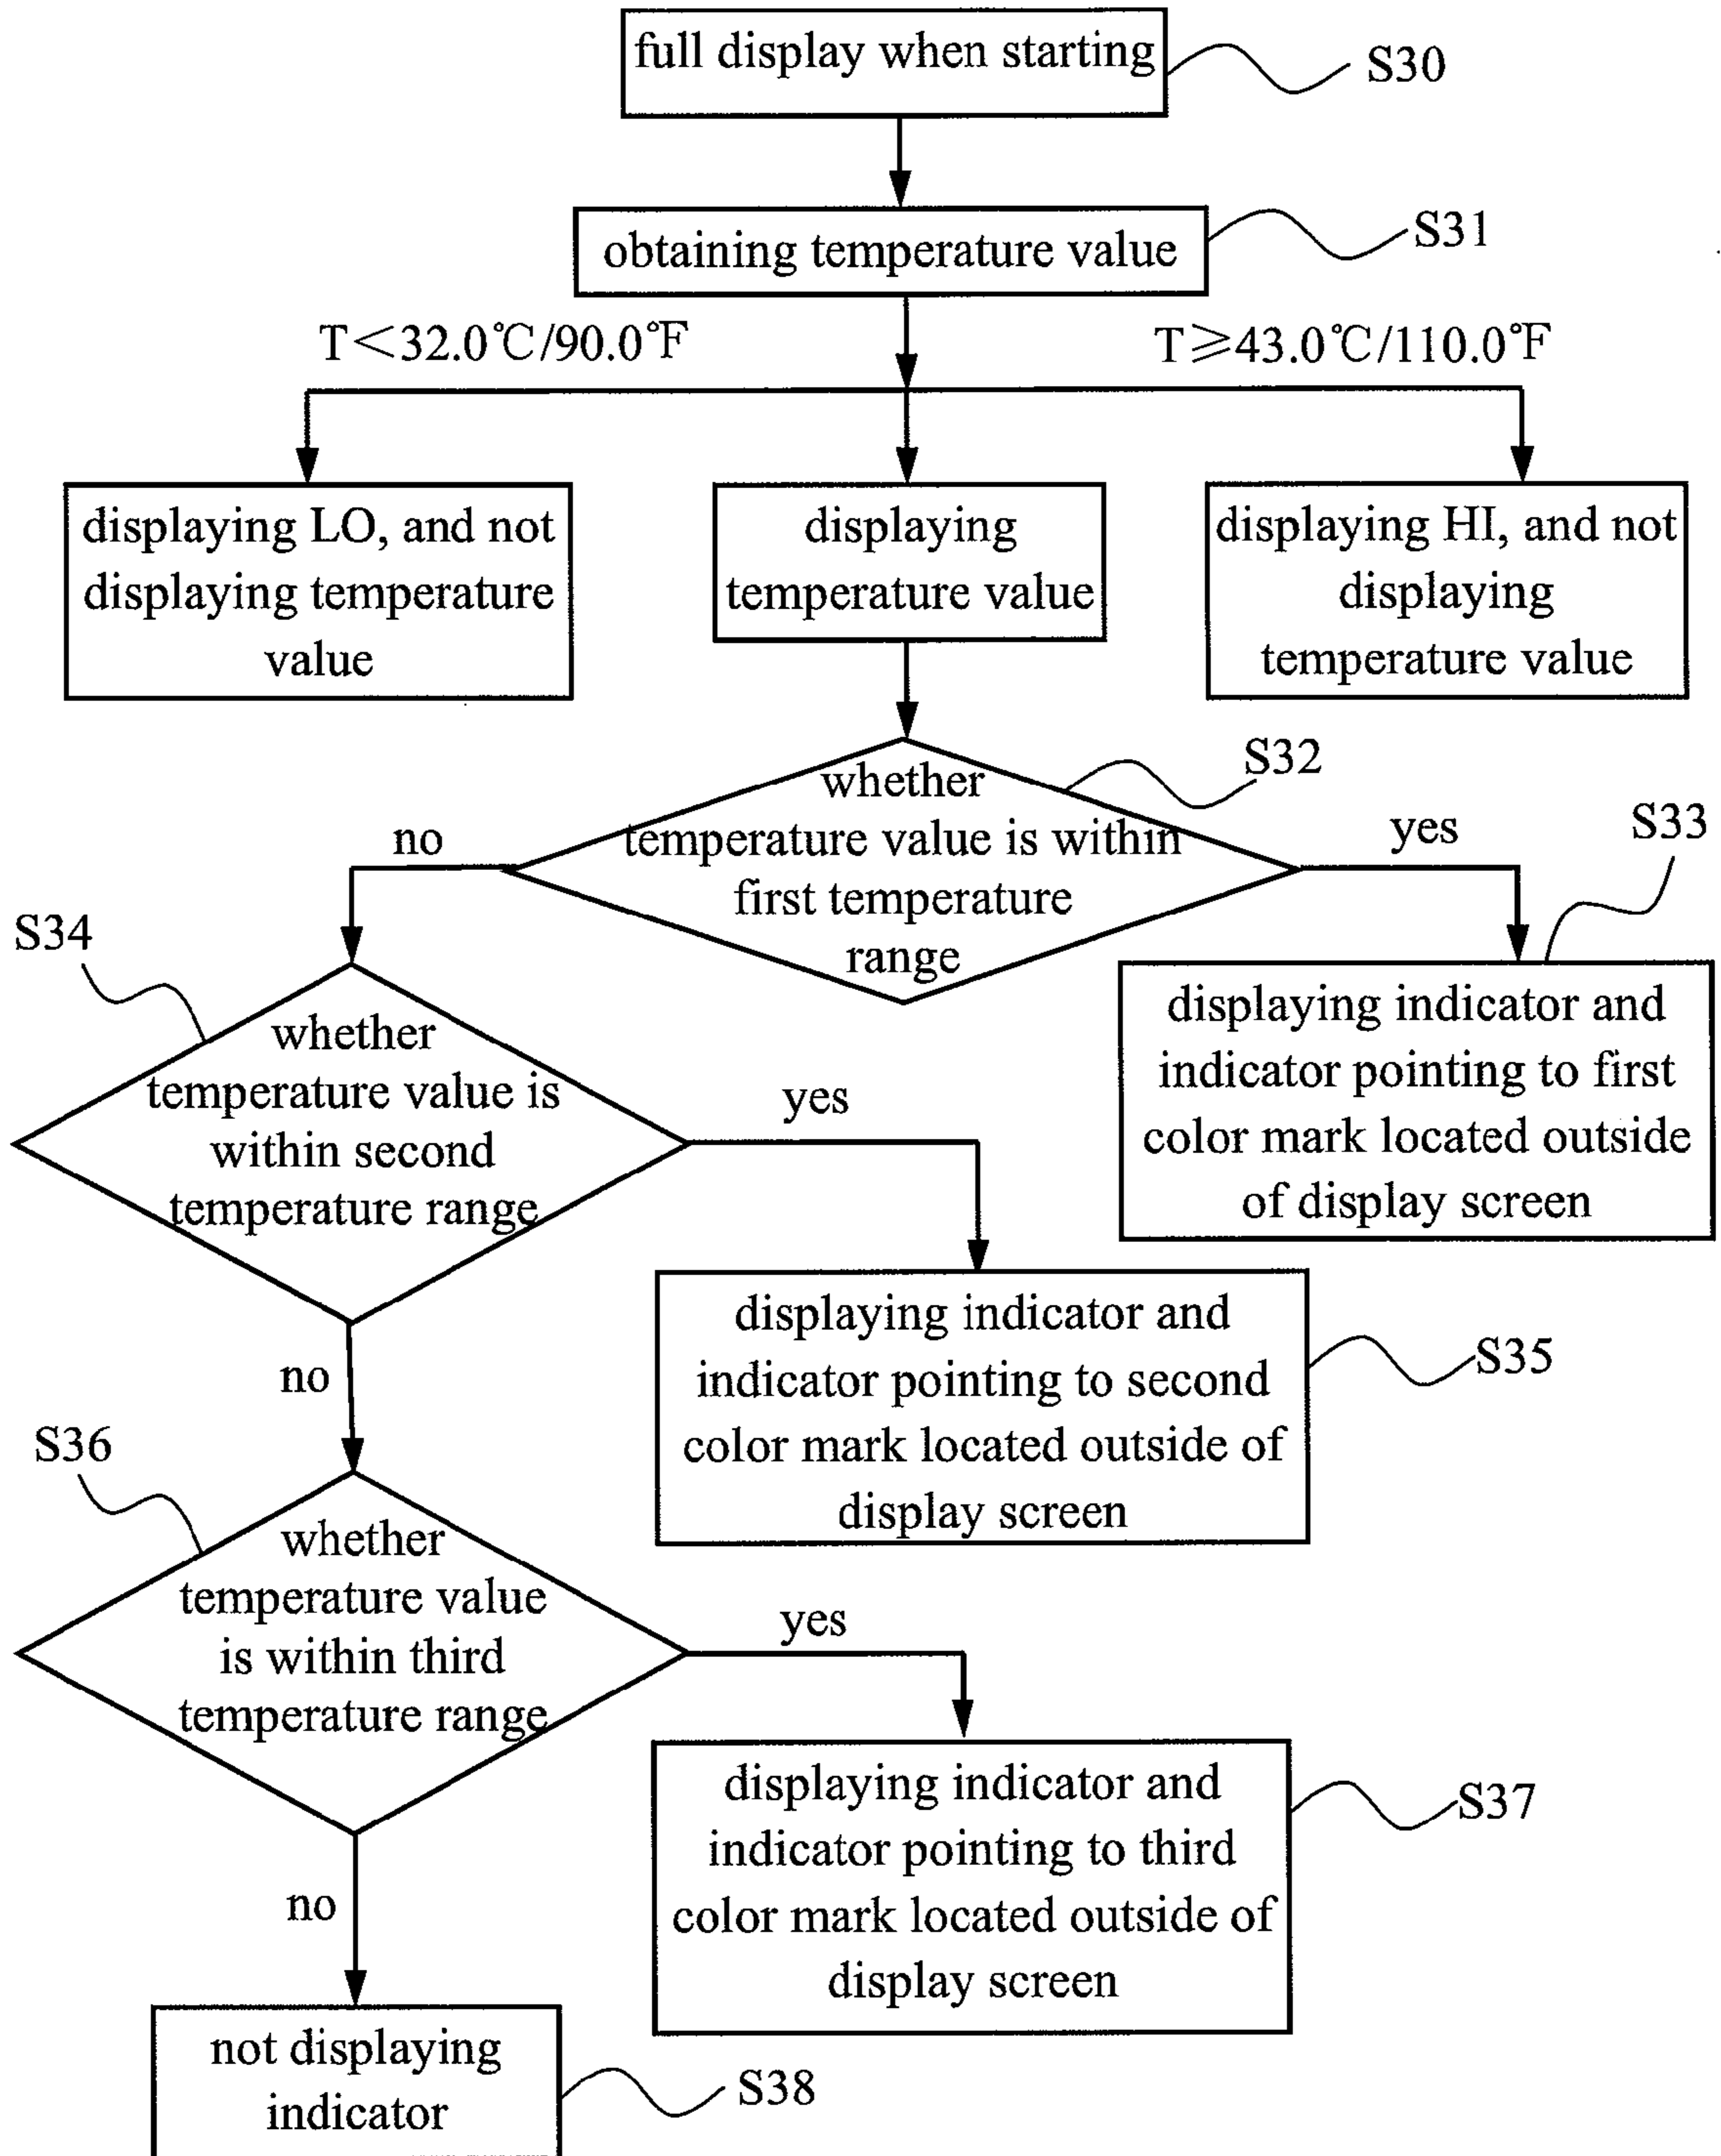 full display when starting
S30
obtaining temperature value
S31
T<32.0℃/90.0℉
T≥43.0℃/110.0℉
displaying LO, and not
displaying temperature
value
displaying
temperature value
displaying HI, and not
displaying
temperature value
whether
temperature value is within
first temperature
range
S32
no
yes
S33
displaying indicator and
indicator pointing to first
color mark located outside
of display screen
S34
whether
temperature value is
within second
temperature range
yes
no
displaying indicator and
indicator pointing to second
color mark located outside of
display screen
S35
S36
whether
temperature value
is within third
temperature range
yes
no
displaying indicator and
indicator pointing to third
color mark located outside of
display screen
S37
not displaying
indicator
S38